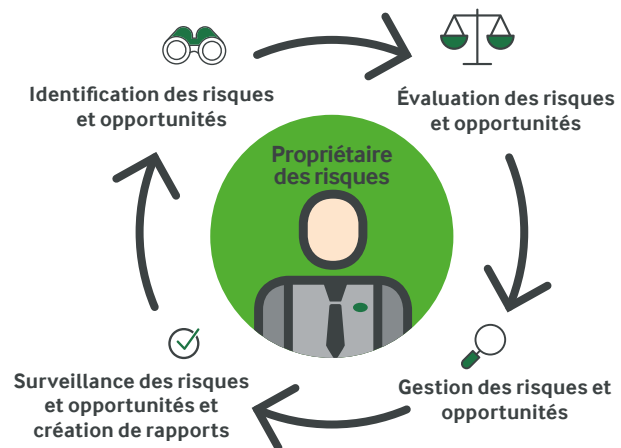 Identification des risques
et opportunités
Évaluation des risques
et opportunités
Propriétaire
des risques
Surveillance des risques
et opportunités et
création de rapports
Gestion des risques et
opportunités